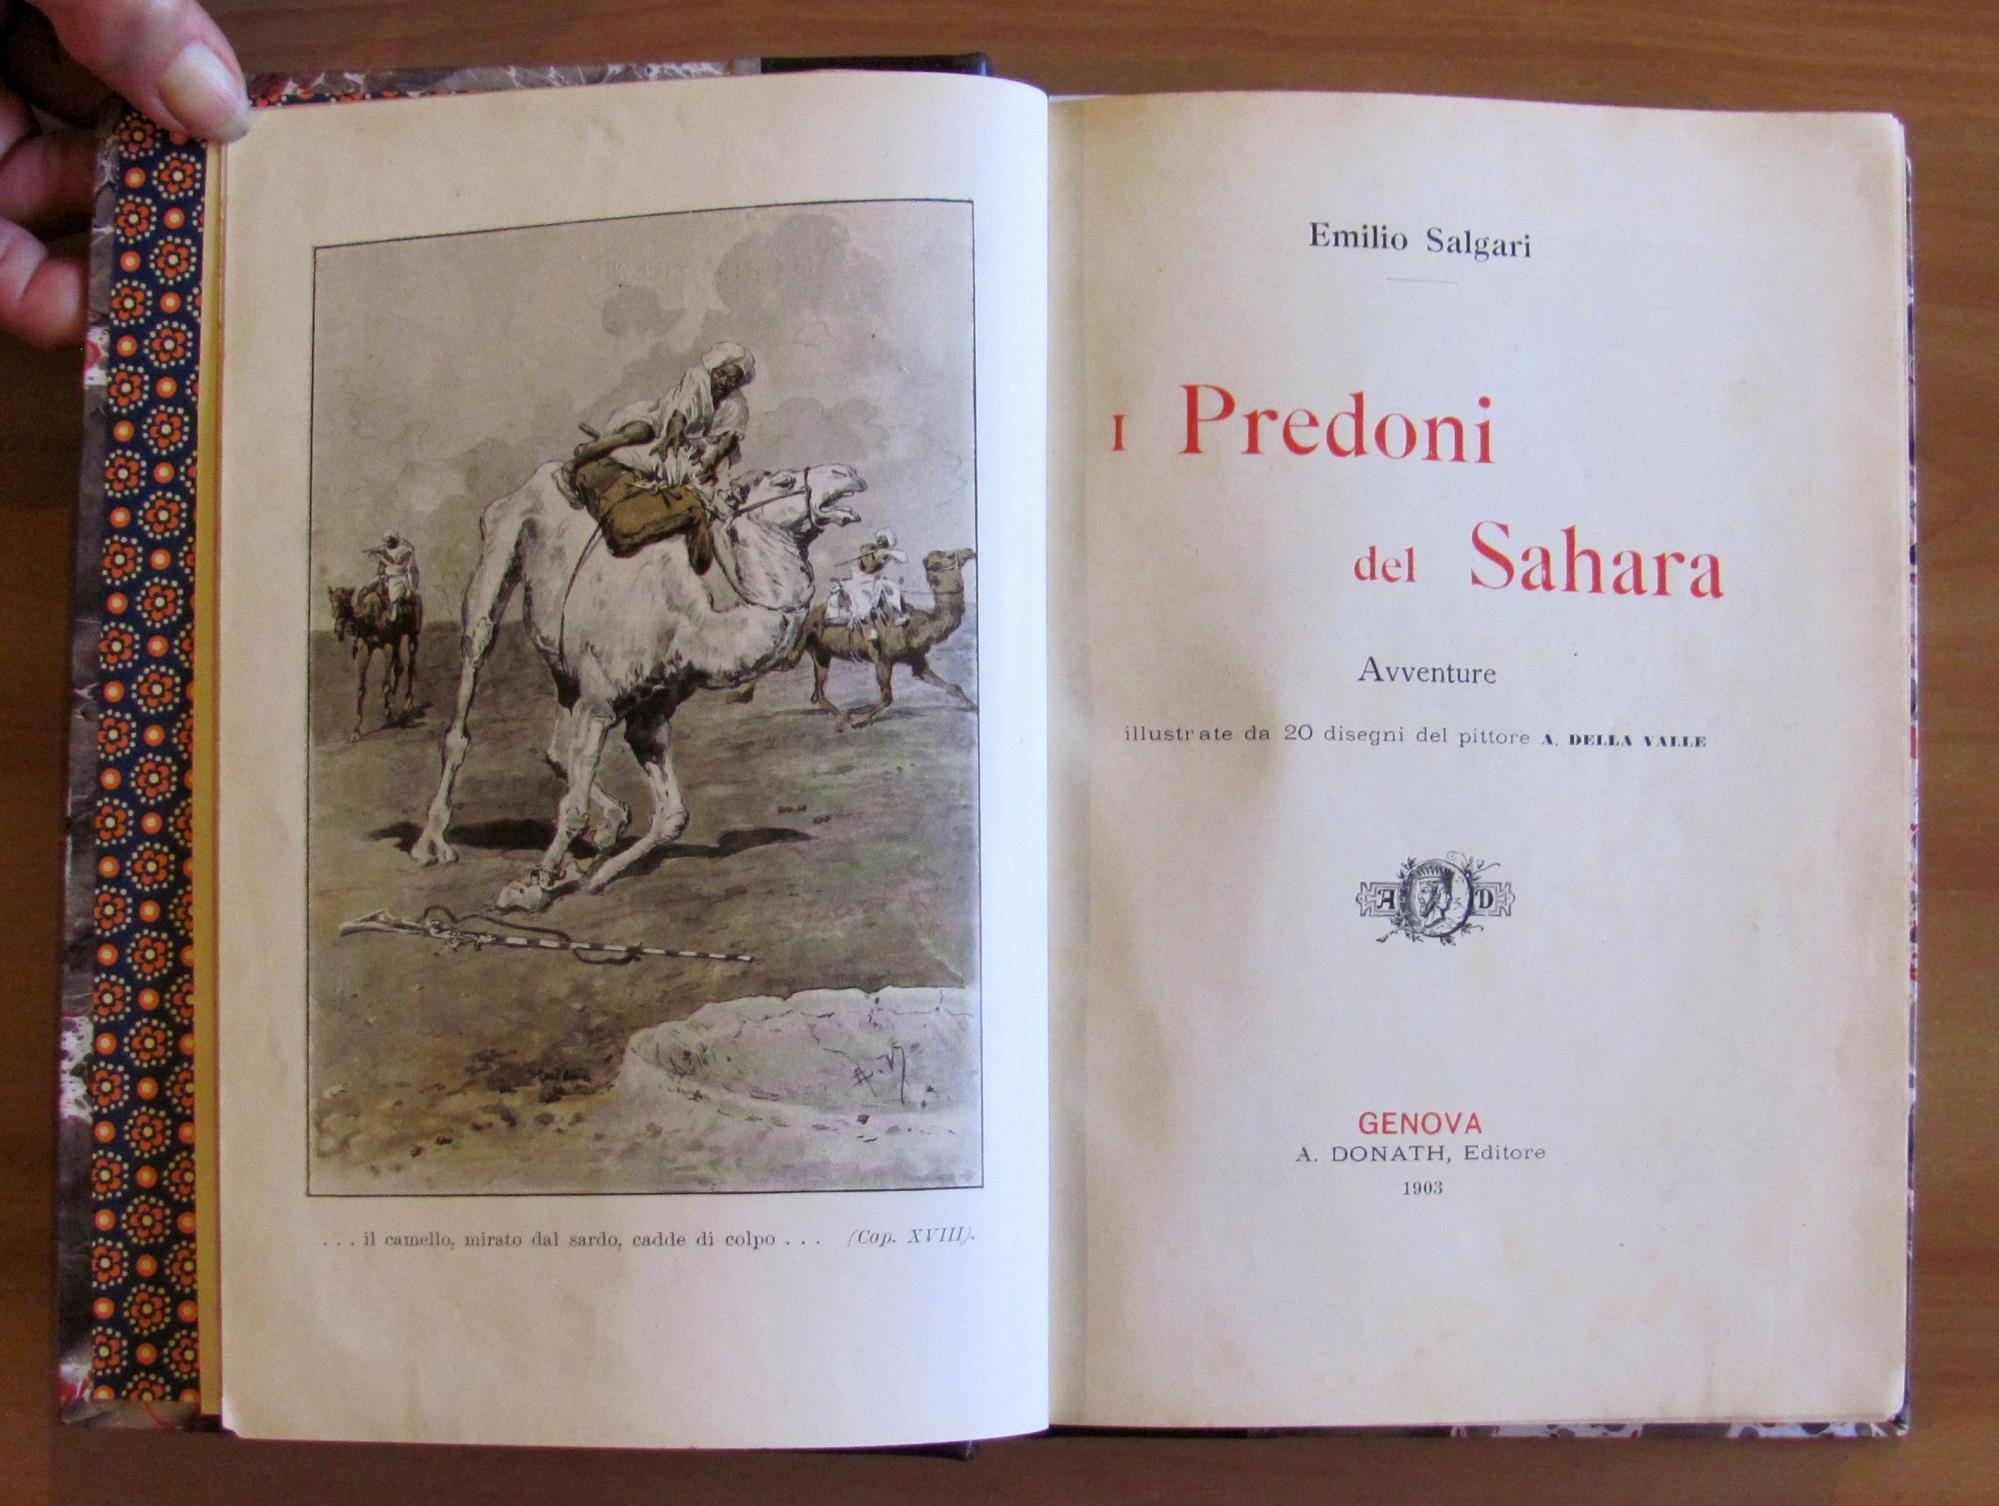 ... il camello, mirato dal sardo, cadde di colpo ... (Cap. XVIII).
Emilio Salgari
I Predoni
del Sahara
Avventure
illustrate da 20 disegni del pittore A. DELLA VALLE
A D
GENOVA
A. DONATH, Editore
1903